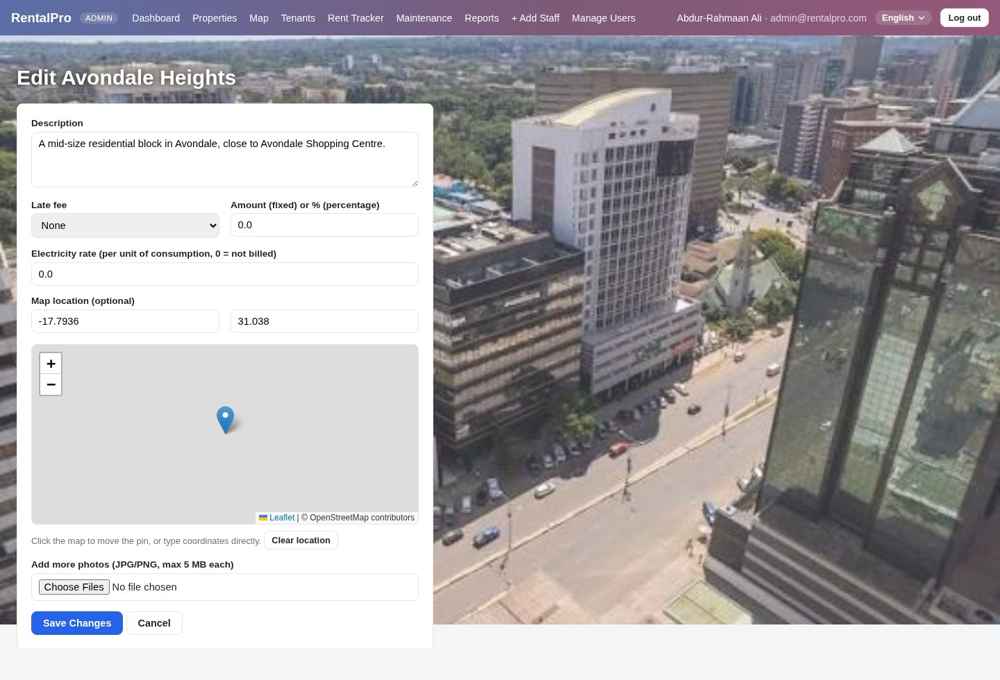 RentalPro ADMIN Dashboard Properties Map Tenants Rent Tracker Maintenance Reports + Add Staff Manage Users Abdur-Rahmaan Ali · admin@rentalpro.com English Log out
Edit Avondale Heights
Description
A mid-size residential block in Avondale, close to Avondale Shopping Centre.
Late fee Amount (fixed) or % (percentage)
None 0.0
Electricity rate (per unit of consumption, 0 = not billed)
0.0
Map location (optional)
-17.7936 31.038
+
−
Leaflet | © OpenStreetMap contributors
Click the map to move the pin, or type coordinates directly. Clear location
Add more photos (JPG/PNG, max 5 MB each)
Choose Files No file chosen
Save Changes Cancel